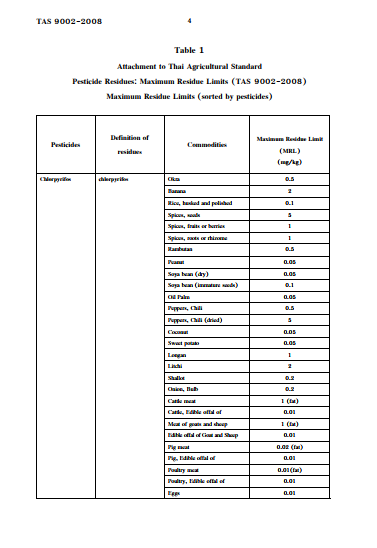 TAS 9002-2008 4
Table 1
Attachment to Thai Agricultural Standard
Pesticide Residues: Maximum Residue Limits (TAS 9002-2008)
Maximum Residue Limits (sorted by pesticides)
Pesticides Definition of residues Commodities Maximum Residue Limit (MRL) (mg/kg)
Chlorpyrifos chlorpyrifos Okra 0.5
Banana 2
Rice, husked and polished 0.1
Spices, seeds 5
Spices, fruits or berries 1
Spices, roots or rhizome 1
Rambutan 0.5
Peanut 0.05
Soya bean (dry) 0.05
Soya bean (immature seeds) 0.1
Oil Palm 0.05
Peppers, Chili 0.5
Peppers, Chili (dried) 5
Coconut 0.05
Sweet potato 0.05
Longan 1
Litchi 2
Shallot 0.2
Onion, Bulb 0.2
Cattle meat 1 (fat)
Cattle, Edible offal of 0.01
Meat of goats and sheep 1 (fat)
Edible offal of Goat and Sheep 0.01
Pig meat 0.02 (fat)
Pig, Edible offal of 0.01
Poultry meat 0.01(fat)
Poultry, Edible offal of 0.01
Eggs 0.01